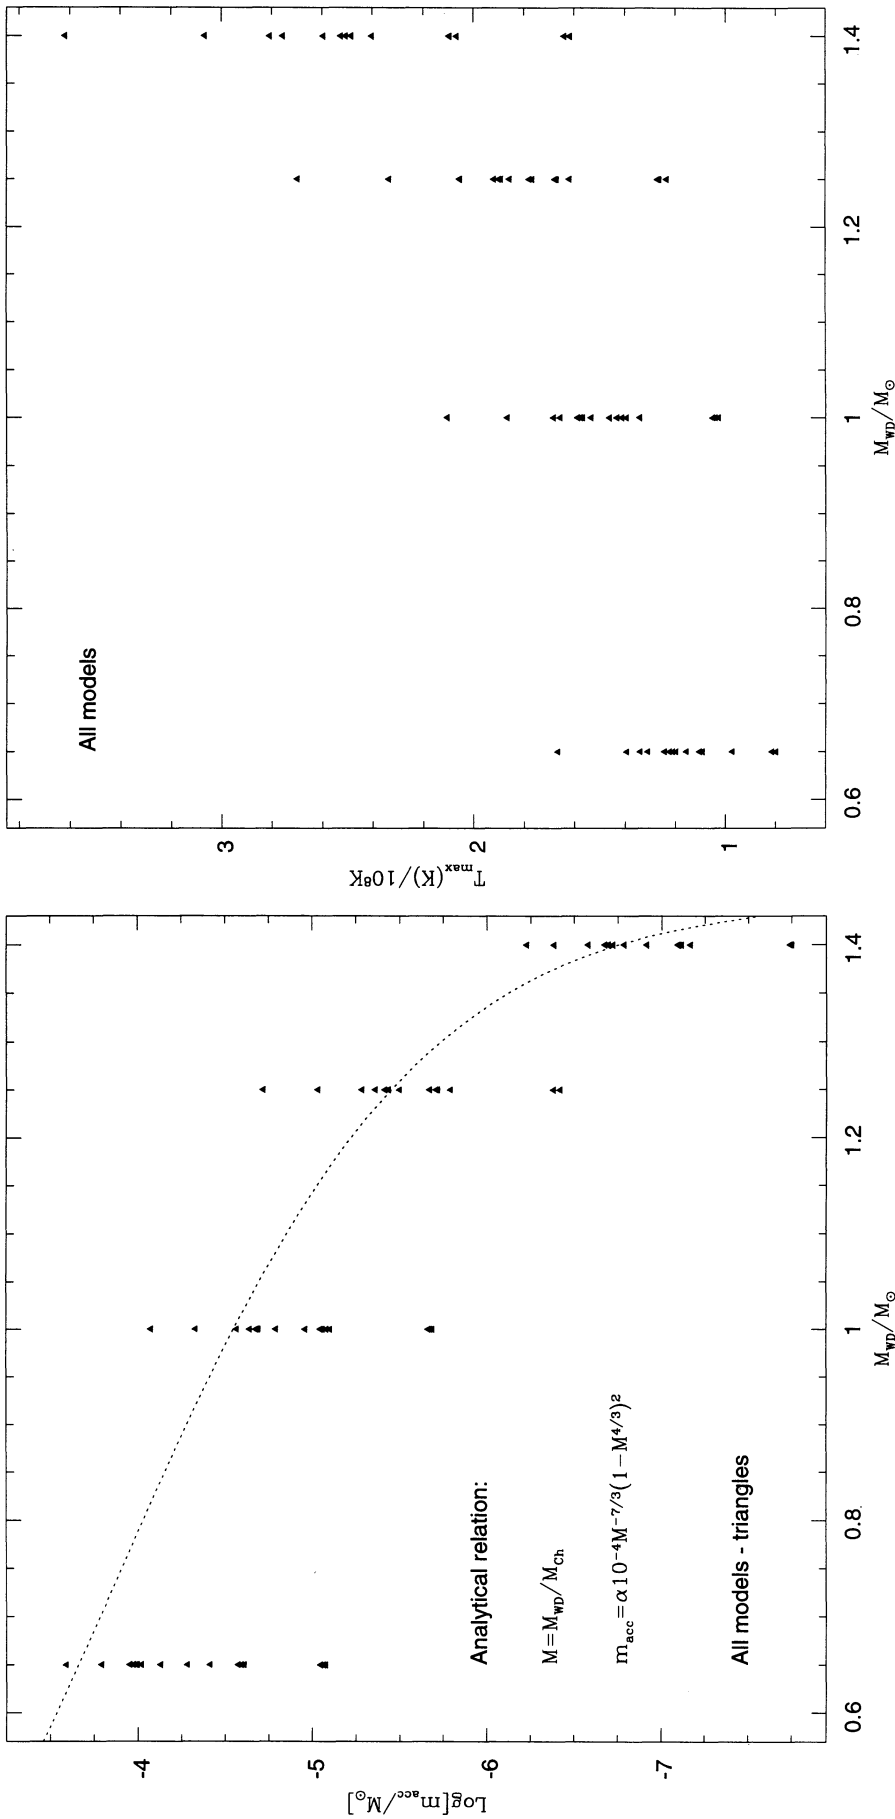 -4
-5
-6
-7
Log[m_acc/M_⊙]
0.6
0.8
1
1.2
1.4
M_WD/M_⊙
Analytical relation:
M=M_WD/M_Ch
m_acc=α10^-4M^-7/3(1-M^4/3)^2
All models - triangles
3
2
1
T_max(K)/10^8K
0.6
0.8
1
1.2
1.4
M_WD/M_⊙
All models